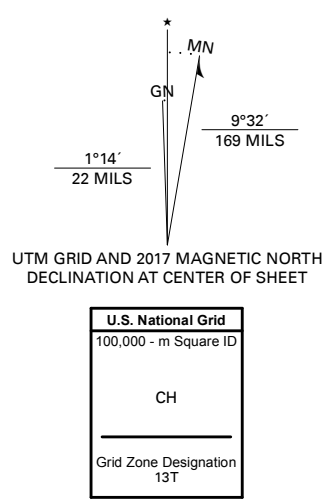 ★
MN
GN
9°32´
169 MILS
1°14´
22 MILS
UTM GRID AND 2017 MAGNETIC NORTH
DECLINATION AT CENTER OF SHEET
U.S. National Grid
100,000 - m Square ID
CH
Grid Zone Designation
13T